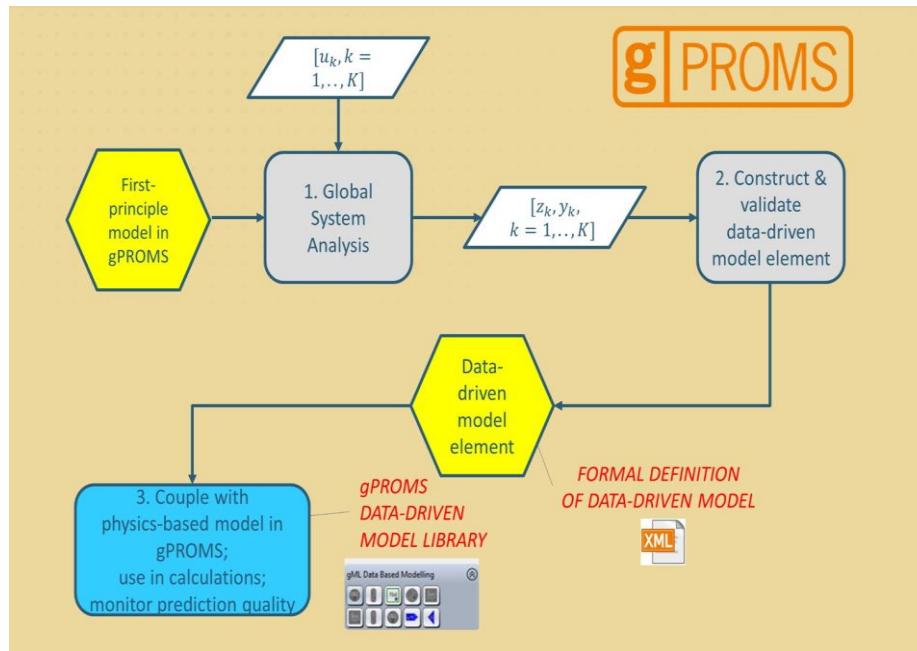 [u_k, k =
1,..,K]
g PROMS
First-
principle
model in
gPROMS
1. Global
System
Analysis
[z_k, y_k,
k = 1,..,K]
2. Construct &
validate
data-driven
model element
Data-
driven
model
element
3. Couple with
physics-based model in
gPROMS;
use in calculations;
monitor prediction quality
gPROMS
DATA-DRIVEN
MODEL LIBRARY
FORMAL DEFINITION
OF DATA-DRIVEN MODEL
XML
gML Data Based Modelling